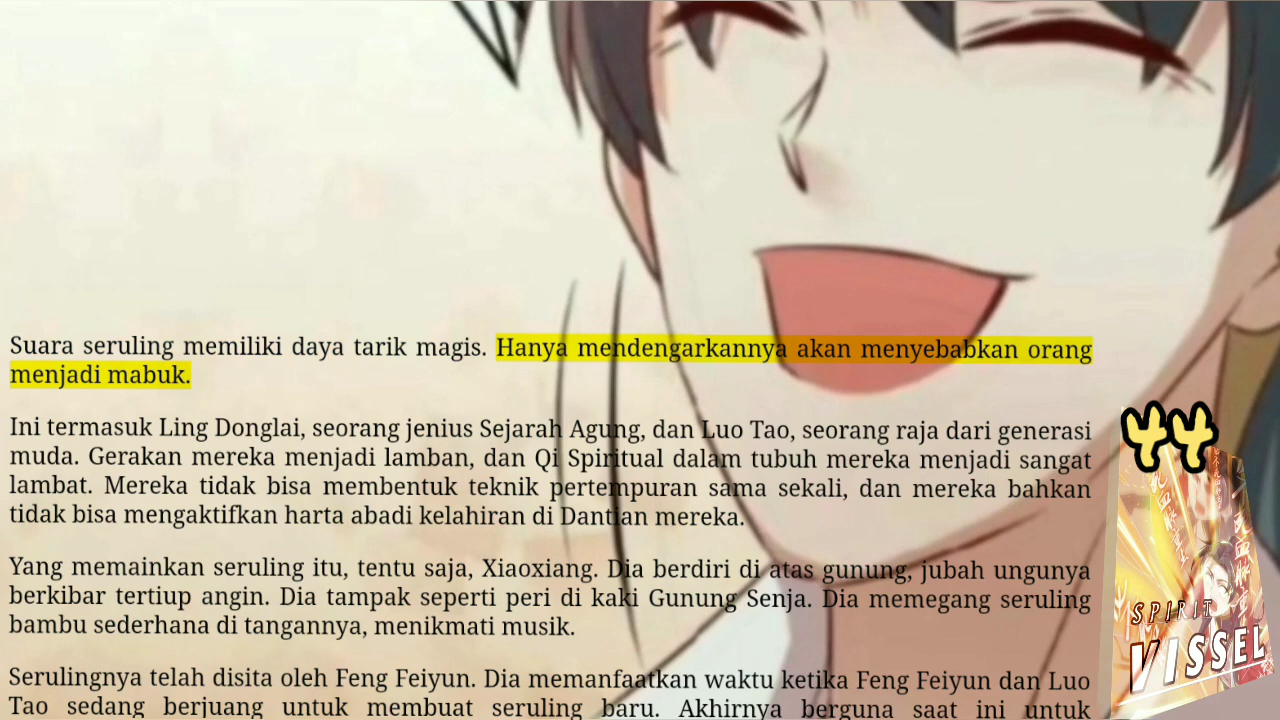 Suara seruling memiliki daya tarik magis. Hanya mendengarkannya akan menyebabkan orang
menjadi mabuk.
Ini termasuk Ling Donglai, seorang jenius Sejarah Agung, dan Luo Tao, seorang raja dari generasi
muda. Gerakan mereka menjadi lamban, dan Qi Spiritual dalam tubuh mereka menjadi sangat
lambat. Mereka tidak bisa membentuk teknik pertempuran sama sekali, dan mereka bahkan
tidak bisa mengaktifkan harta abadi kelahiran di Dantian mereka.
Yang memainkan seruling itu, tentu saja, Xiaoxiang. Dia berdiri di atas gunung, jubah ungunya
berkibar tertiup angin. Dia tampak seperti peri di kaki Gunung Senja. Dia memegang seruling
bambu sederhana di tangannya, menikmati musik.
Serulingnya telah disita oleh Feng Feiyun. Dia memanfaatkan waktu ketika Feng Feiyun dan Luo
Tao sedang berjuang untuk membuat seruling baru. Akhirnya berguna saat ini untuk
44
SPIRIT
VISSEL